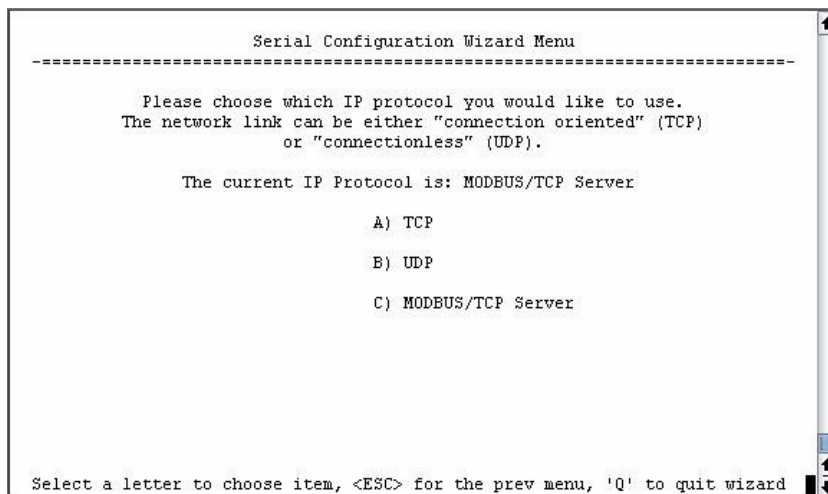 Serial Configuration Wizard Menu
-==============================================================================-
Please choose which IP protocol you would like to use.
The network link can be either "connection oriented" (TCP)
or "connectionless" (UDP).
The current IP Protocol is: MODBUS/TCP Server
A) TCP
B) UDP
C) MODBUS/TCP Server
Select a letter to choose item, <ESC> for the prev menu, 'Q' to quit wizard